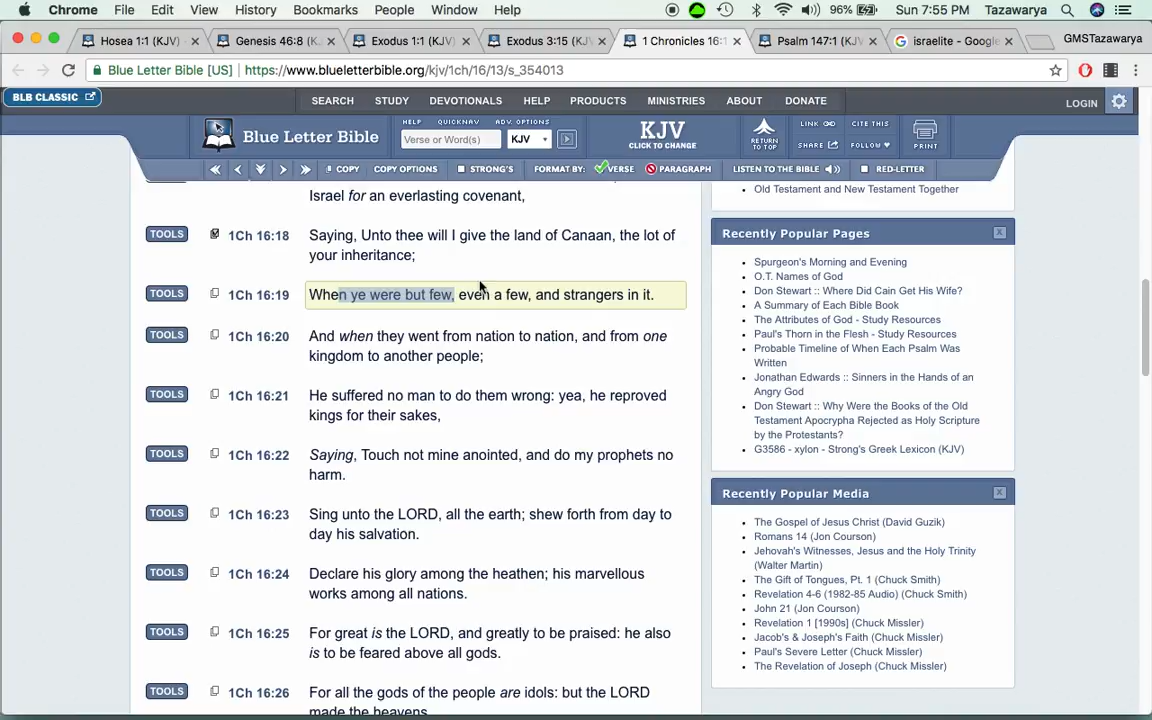 Chrome File Edit View History Bookmarks People Window Help 96% Sun 7:55 PM Tazawarya
Hosea 1:1 (KJV) Genesis 46:8 (KJV Exodus 1:1 (KJV) Exodus 3:15 (KJV) 1 Chronicles 16:1 Psalm 147:1 (KJV israelite - Google GMSTazawarya
Blue Letter Bible [US] https://www.blueletterbible.org/kjv/1ch/16/13/s_354013
BLB CLASSIC
SEARCH STUDY DEVOTIONALS HELP PRODUCTS MINISTRIES ABOUT DONATE LOGIN
HELP QUICKNAV ADV. OPTIONS
Blue Letter Bible Verse or Word(s) KJV
KJV
CLICK TO CHANGE
RETURN
TO TOP
LINK CITE THIS
SHARE FOLLOW PRINT
COPY COPY OPTIONS STRONG'S FORMAT BY: VERSE PARAGRAPH LISTEN TO THE BIBLE RED-LETTER
Israel for an everlasting covenant,
TOOLS 1Ch 16:18 Saying, Unto thee will I give the land of Canaan, the lot of
your inheritance;
TOOLS 1Ch 16:19 When ye were but few, even a few, and strangers in it.
TOOLS 1Ch 16:20 And when they went from nation to nation, and from one
kingdom to another people;
TOOLS 1Ch 16:21 He suffered no man to do them wrong: yea, he reproved
kings for their sakes,
TOOLS 1Ch 16:22 Saying, Touch not mine anointed, and do my prophets no
harm.
TOOLS 1Ch 16:23 Sing unto the LORD, all the earth; shew forth from day to
day his salvation.
TOOLS 1Ch 16:24 Declare his glory among the heathen; his marvellous
works among all nations.
TOOLS 1Ch 16:25 For great is the LORD, and greatly to be praised: he also
is to be feared above all gods.
TOOLS 1Ch 16:26 For all the gods of the people are idols: but the LORD
made the heavens.
Old Testament and New Testament Together
Recently Popular Pages
Spurgeon's Morning and Evening
O.T. Names of God
Don Stewart :: Where Did Cain Get His Wife?
A Summary of Each Bible Book
The Attributes of God - Study Resources
Paul's Thorn in the Flesh - Study Resources
Probable Timeline of When Each Psalm Was
Written
Jonathan Edwards :: Sinners in the Hands of an
Angry God
Don Stewart :: Why Were the Books of the Old
Testament Apocrypha Rejected as Holy Scripture
by the Protestants?
G3586 - xylon - Strong's Greek Lexicon (KJV)
Recently Popular Media
The Gospel of Jesus Christ (David Guzik)
Romans 14 (Jon Courson)
Jehovah's Witnesses, Jesus and the Holy Trinity
(Walter Martin)
The Gift of Tongues, Pt. 1 (Chuck Smith)
Revelation 4-6 (1982-85 Audio) (Chuck Smith)
John 21 (Jon Courson)
Revelation 1 [1990s] (Chuck Missler)
Jacob's & Joseph's Faith (Chuck Missler)
Paul's Severe Letter (Chuck Missler)
The Revelation of Joseph (Chuck Missler)